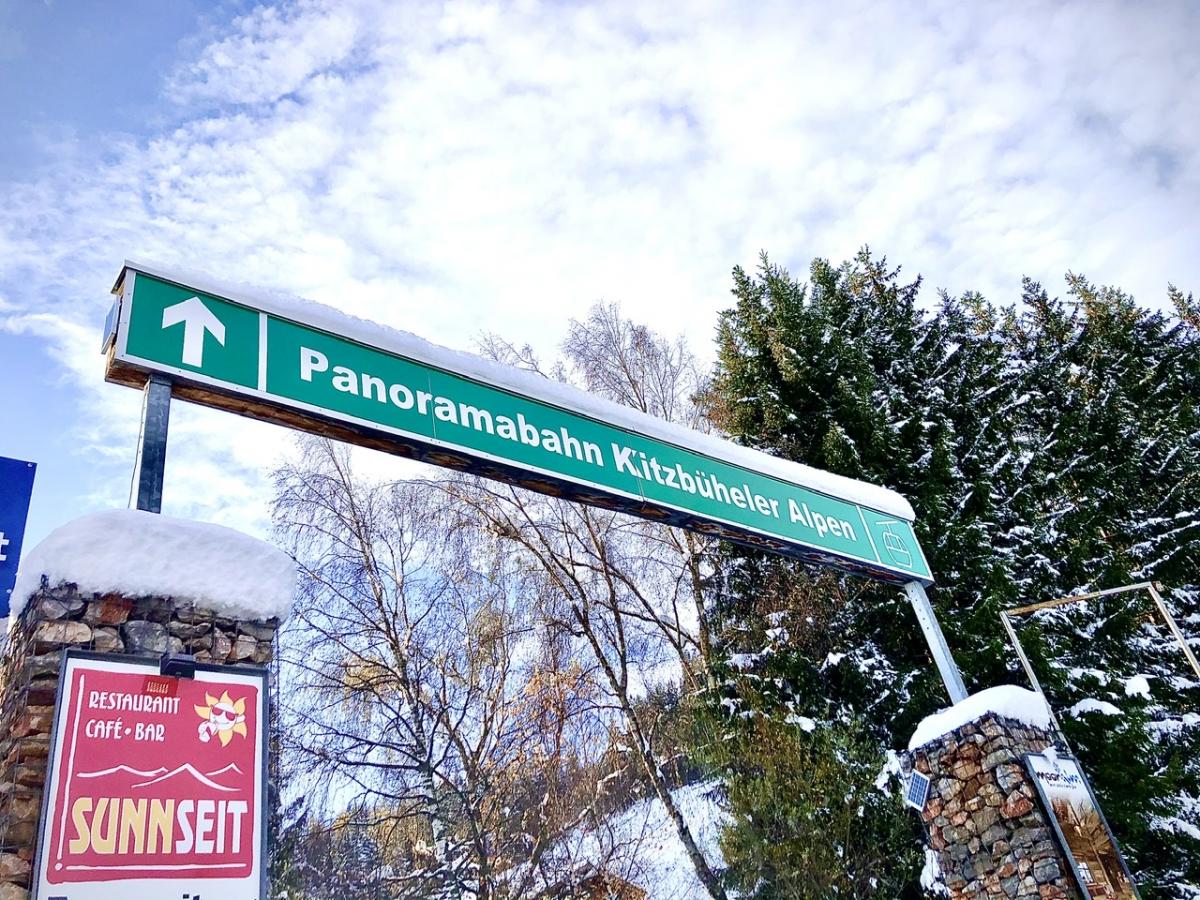 Panoramabahn Kitzbüheler Alpen
RESTAURANT
CAFÉ • BAR
SUNNSEIT